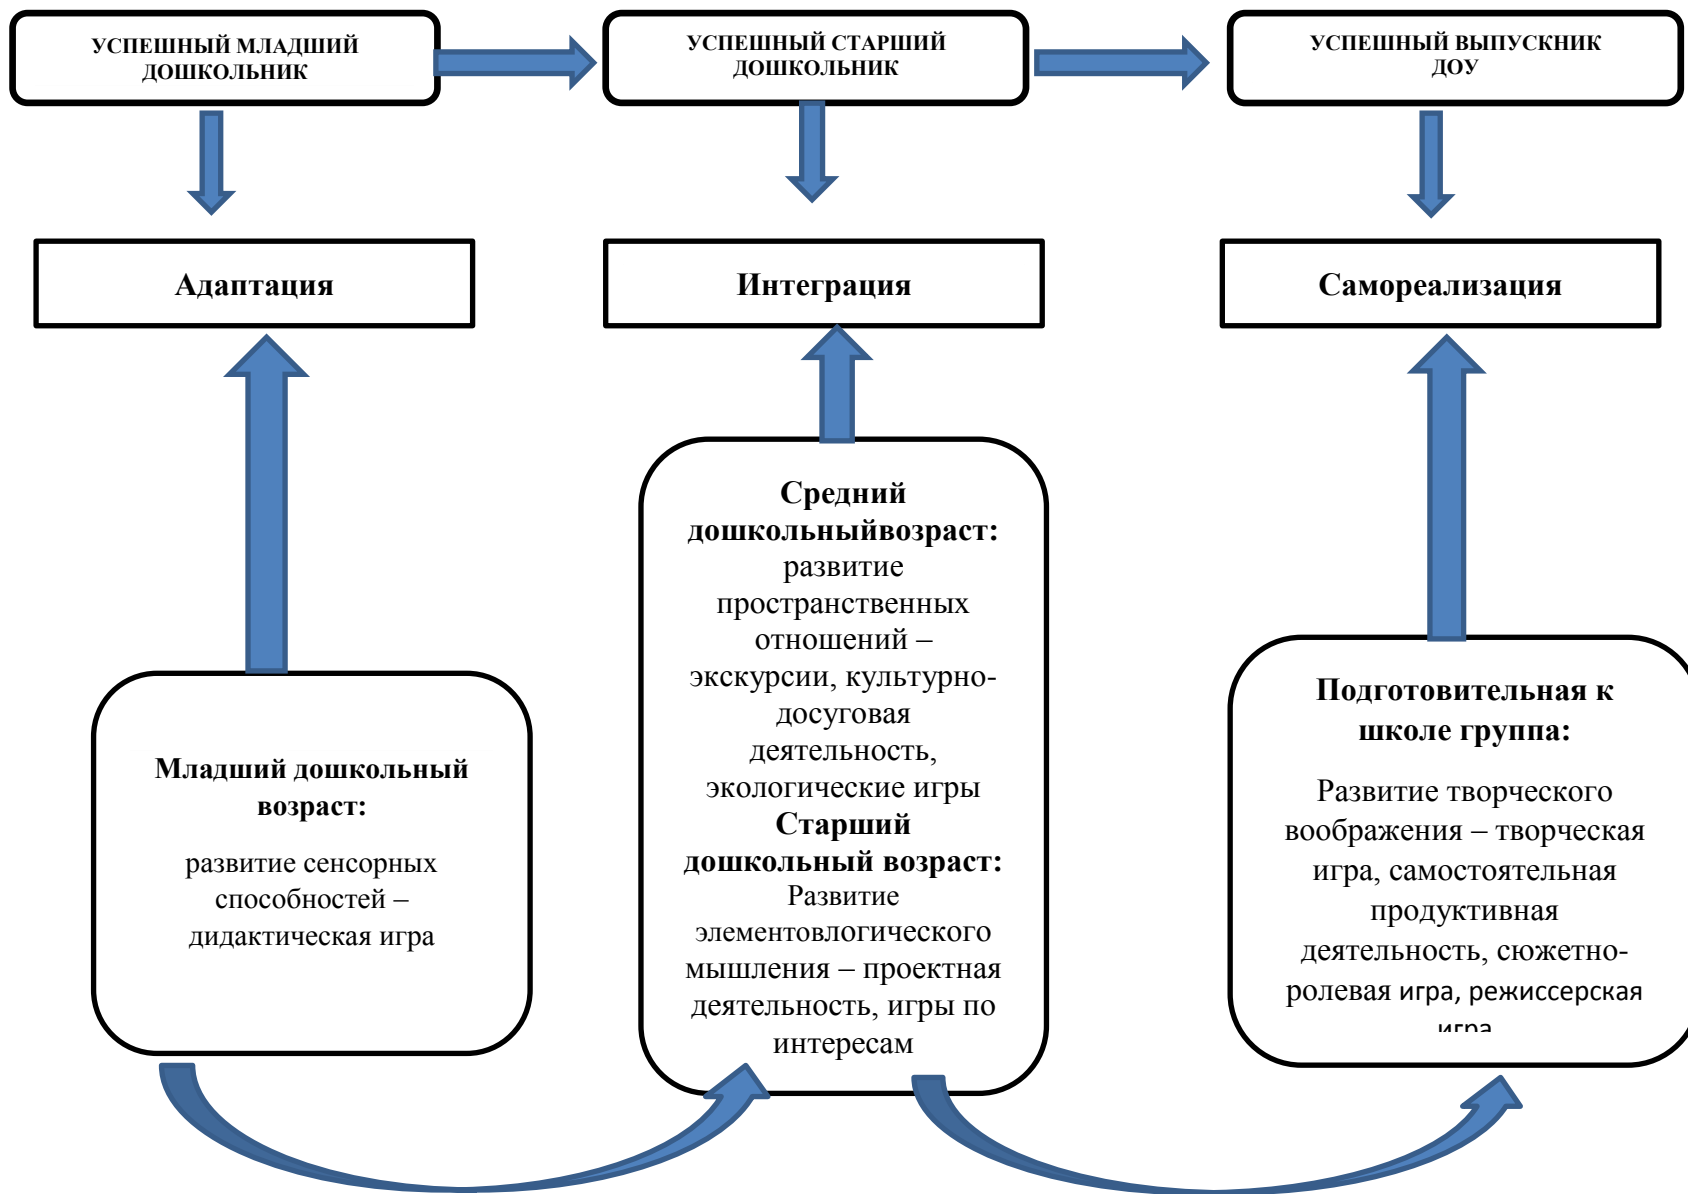 УСПЕШНЫЙ МЛАДШИЙ
ДОШКОЛЬНИК
УСПЕШНЫЙ СТАРШИЙ
ДОШКОЛЬНИК
УСПЕШНЫЙ ВЫПУСКНИК
ДОУ
Адаптация
Интеграция
Самореализация
Младший дошкольный
возраст:
развитие сенсорных
способностей –
дидактическая игра
Средний
дошкольныйвозраст:
развитие
пространственных
отношений –
экскурсии, культурно-
досуговая
деятельность,
экологические игры
Старший
дошкольный возраст:
Развитие
элементовлогического
мышления – проектная
деятельность, игры по
интересам
Подготовительная к
школе группа:
Развитие творческого
воображения – творческая
игра, самостоятельная
продуктивная
деятельность, сюжетно-
ролевая игра, режиссерская
игра